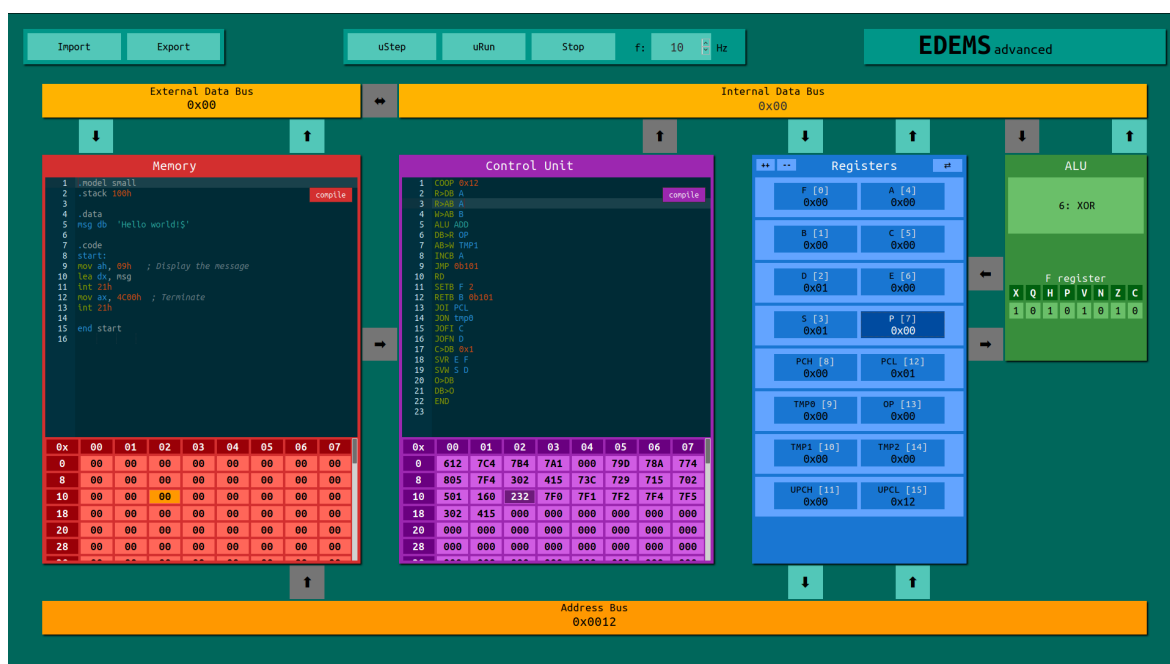 Import Export uStep uRun Stop f: 10 Hz EDEMS advanced
External Data Bus
0x00
Internal Data Bus
0x00
Memory
compile
1 .model small
2 .stack 100h
3
4 .data
5 msg db 'Hello world!$'
6
7 .code
8 start:
9 mov ah, 09h ; Display the message
10 lea dx, msg
11 int 21h
12 mov ax, 4C00h ; Terminate
13 int 21h
14
15 end start
16
0x 00 01 02 03 04 05 06 07
0 00 00 00 00 00 00 00 00
8 00 00 00 00 00 00 00 00
10 00 00 00 00 00 00 00 00
18 00 00 00 00 00 00 00 00
20 00 00 00 00 00 00 00 00
28 00 00 00 00 00 00 00 00
Control Unit
compile
1 COOP 0x12
2 R>DB A
3 R>AB A
4 W>AB B
5 ALU ADD
6 DB>R OP
7 AB>W TMP1
8 INCB A
9 JMP 0b101
10 RD
11 SETB F 2
12 RETB B 0b101
13 JOI PCL
14 JON tmp0
15 JOFI C
16 JOFN D
17 C>DB 0x1
18 SVR E F
19 SVW S D
20 O>DB
21 DB>O
22 END
23
0x 00 01 02 03 04 05 06 07
0 612 7C4 7B4 7A1 000 79D 78A 774
8 805 7F4 302 415 73C 729 715 702
10 501 160 232 7F0 7F1 7F2 7F4 7F5
18 302 415 000 000 000 000 000 000
20 000 000 000 000 000 000 000 000
28 000 000 000 000 000 000 000 000
++ -- Registers
F [0] A [4]
0x00 0x00
B [1] C [5]
0x00 0x00
D [2] E [6]
0x01 0x00
S [3] P [7]
0x01 0x00
PCH [8] PCL [12]
0x00 0x01
TMP0 [9] OP [13]
0x00 0x00
TMP1 [10] TMP2 [14]
0x00 0x00
UPCH [11] UPCL [15]
0x00 0x12
ALU
6: XOR
F register
X Q H P V N Z C
1 0 1 0 1 0 1 0
Address Bus
0x0012